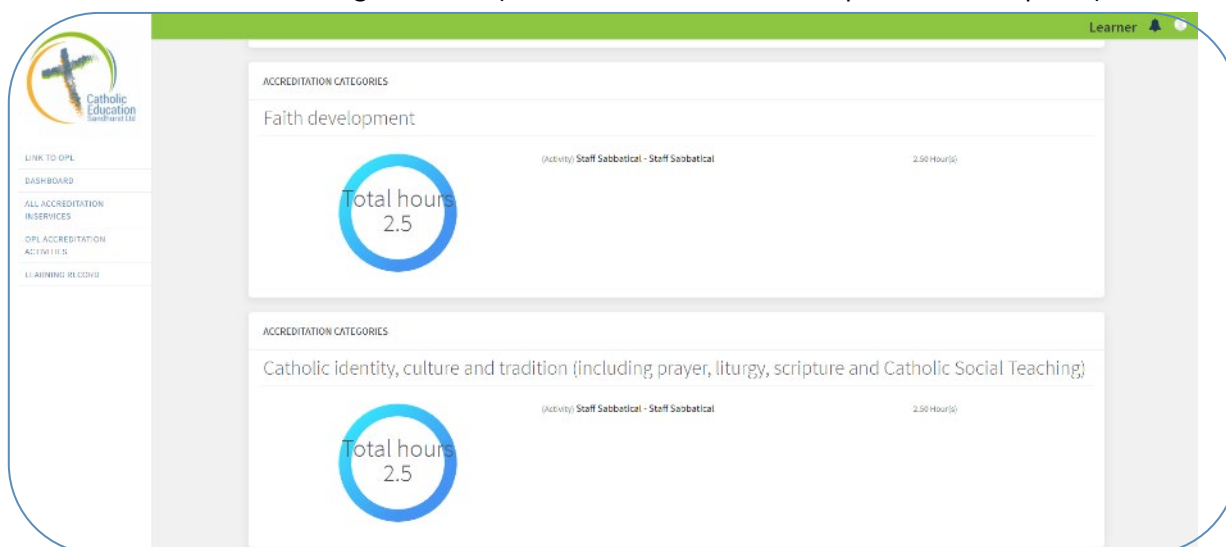 Learner
Catholic
Education
Sandhurst Ltd
LINK TO OPL
DASHBOARD
ALL ACCREDITATION
INSERVICES
OPL ACCREDITATION
ACTIVITIES
LEARNING RECORD
ACCREDITATION CATEGORIES
Faith development
Total hours
2.5
(Activity) Staff Sabbatical - Staff Sabbatical
2.50 Hour(s)
ACCREDITATION CATEGORIES
Catholic identity, culture and tradition (including prayer, liturgy, scripture and Catholic Social Teaching)
Total hours
2.5
(Activity) Staff Sabbatical - Staff Sabbatical
2.50 Hour(s)